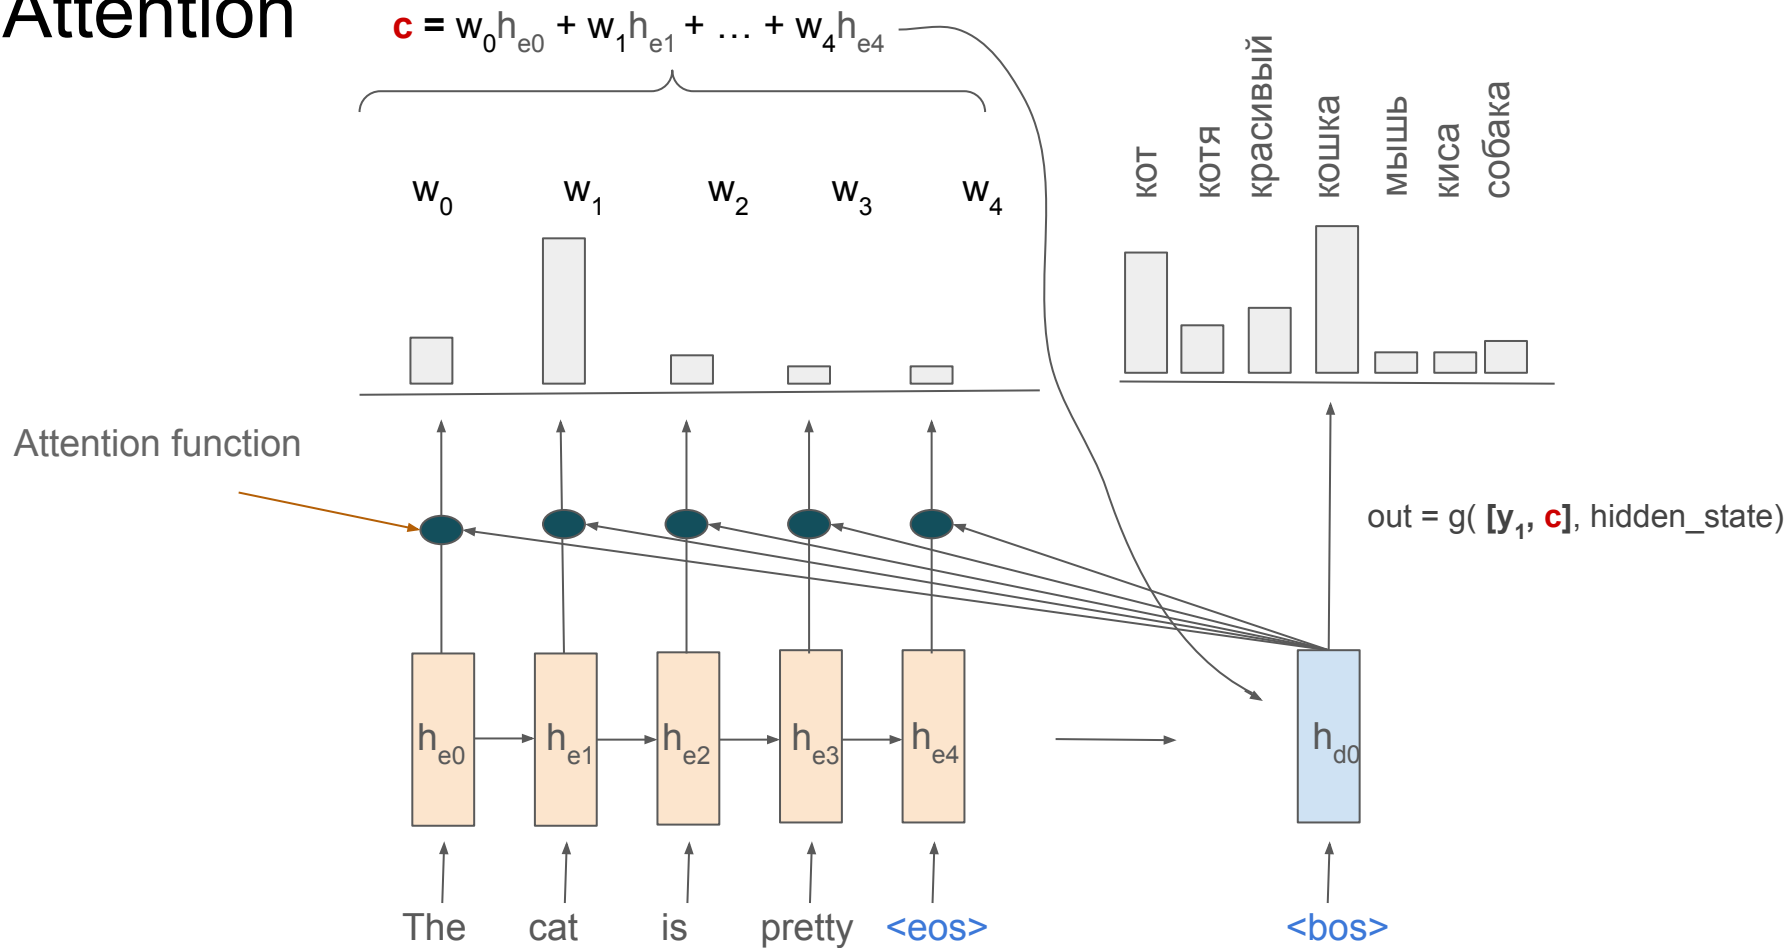 Attention
c = w0he0 + w1he1 + … + w4he4
w0 w1 w2 w3 w4
кот котя красивый кошка мышь киса собака
Attention function
out = g( [y1, c], hidden_state)
he0 he1 he2 he3 he4 hd0
The cat is pretty <eos> <bos>